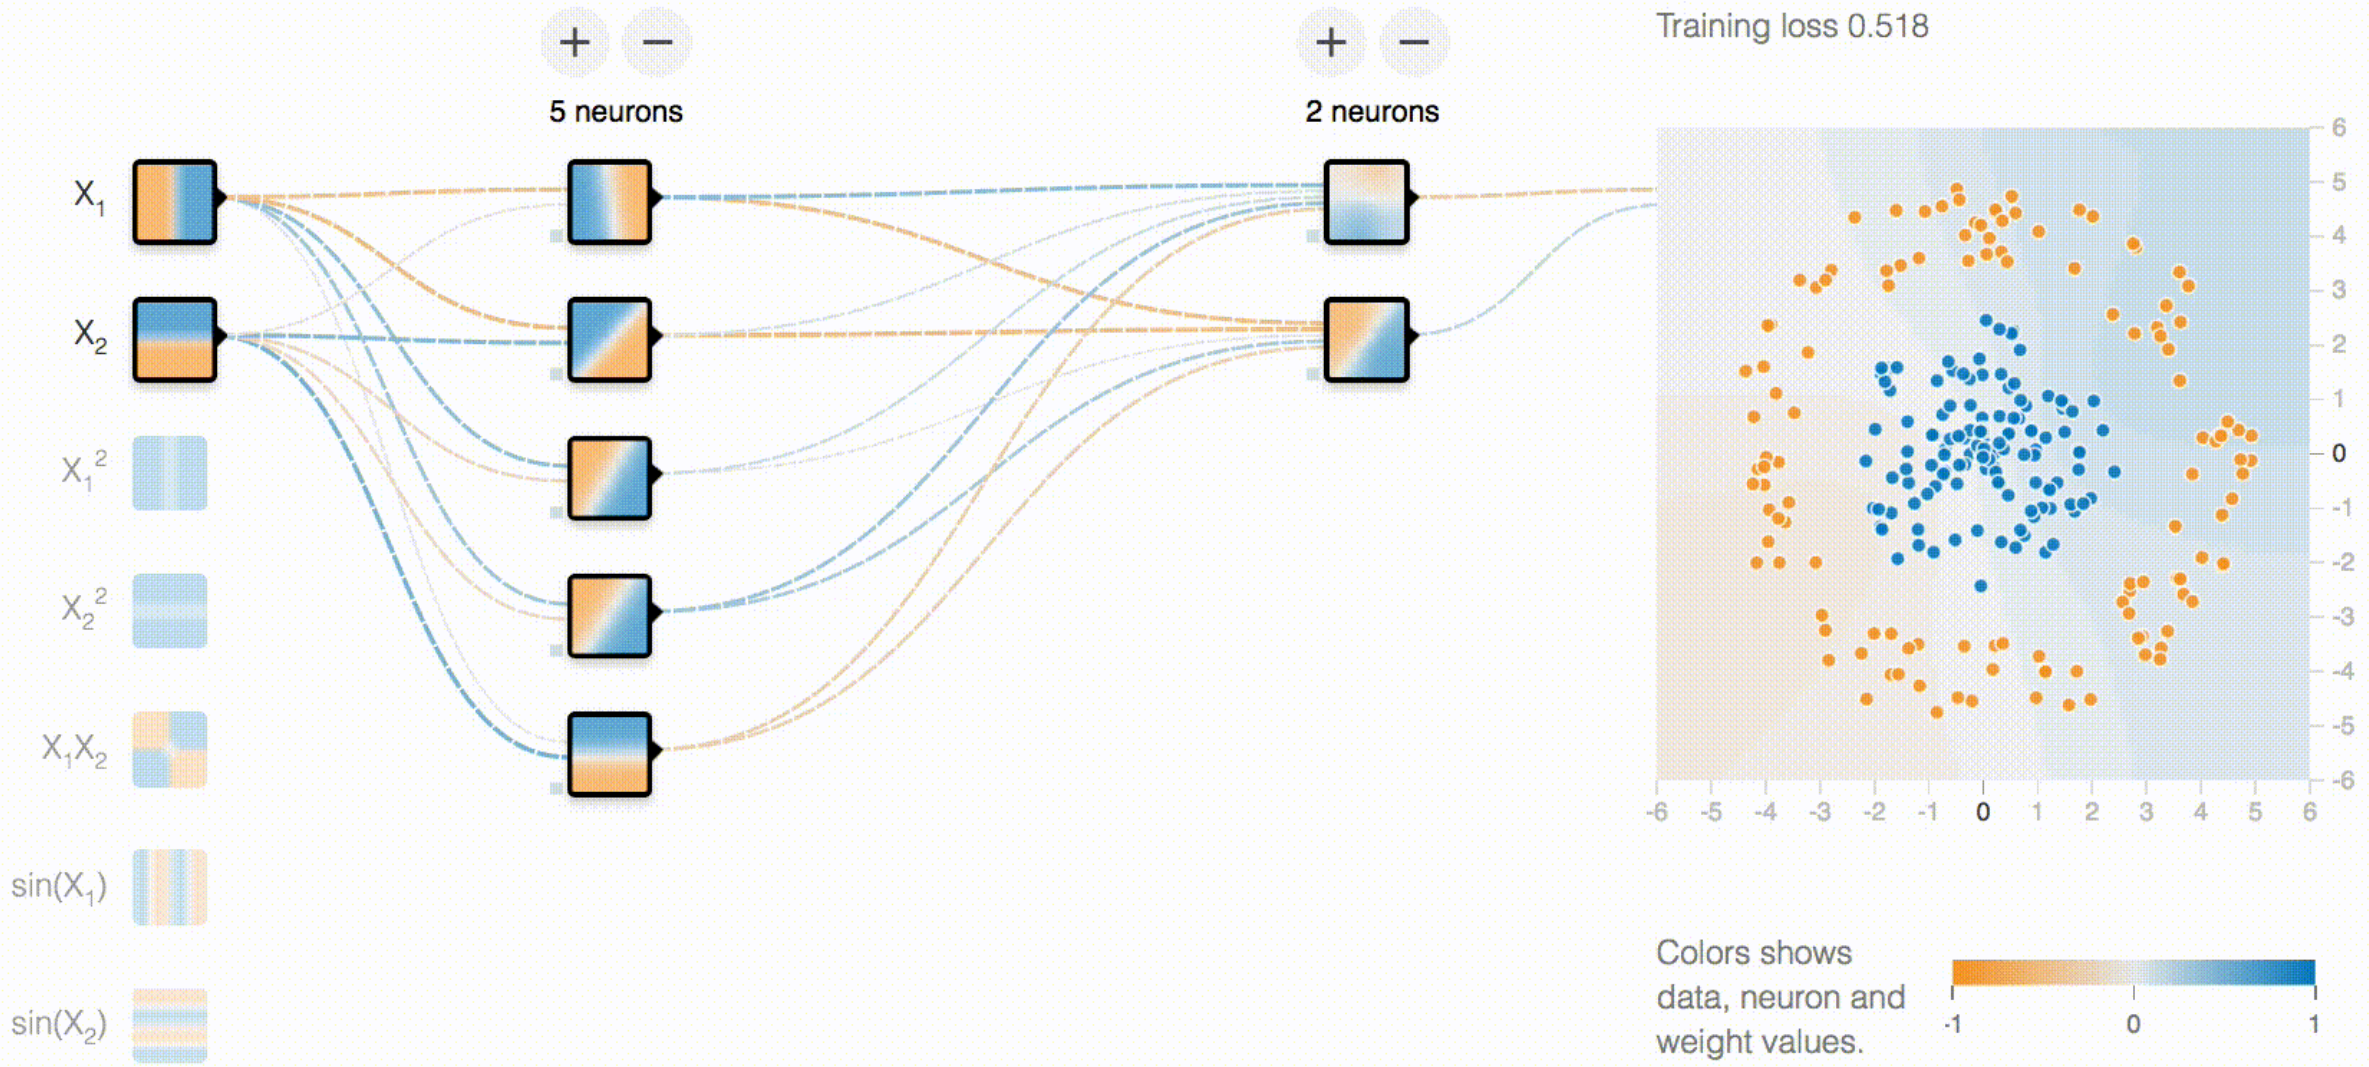 Training loss 0.518
+ − + −
5 neurons 2 neurons
X₁
X₂
X₁²
X₂²
X₁X₂
sin(X₁)
sin(X₂)
6
5
4
3
2
1
0
-1
-2
-3
-4
-5
-6
-6 -5 -4 -3 -2 -1 0 1 2 3 4 5 6
Colors shows
data, neuron and
weight values.
-1 0 1